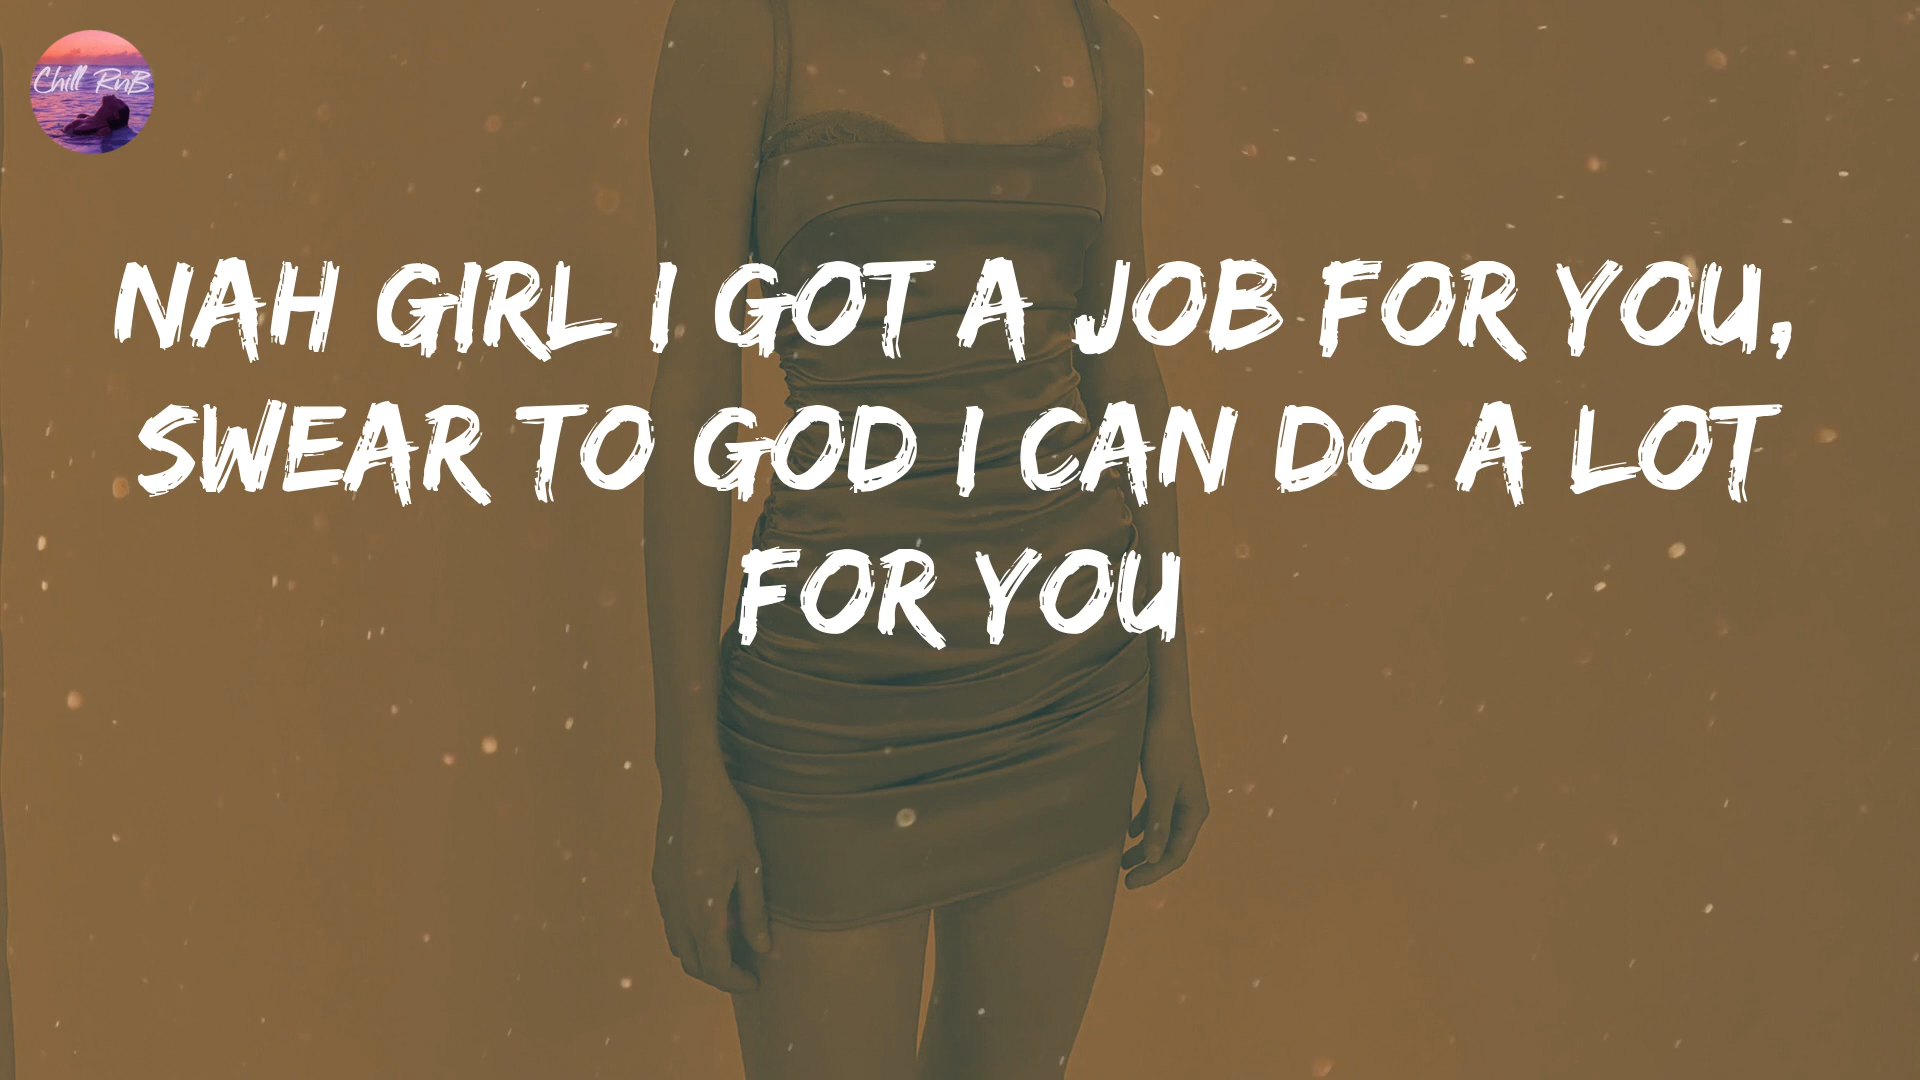 Chill RnB
NAH GIRL I GOT A JOB FOR YOU,
SWEAR TO GOD I CAN DO A LOT
FOR YOU